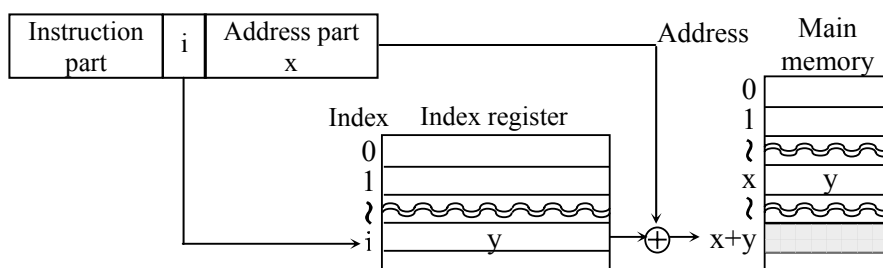 Instruction part
i
Address part
x
Address
Main memory
Index
Index register
0
1
i
y
0
1
x
y
x+y